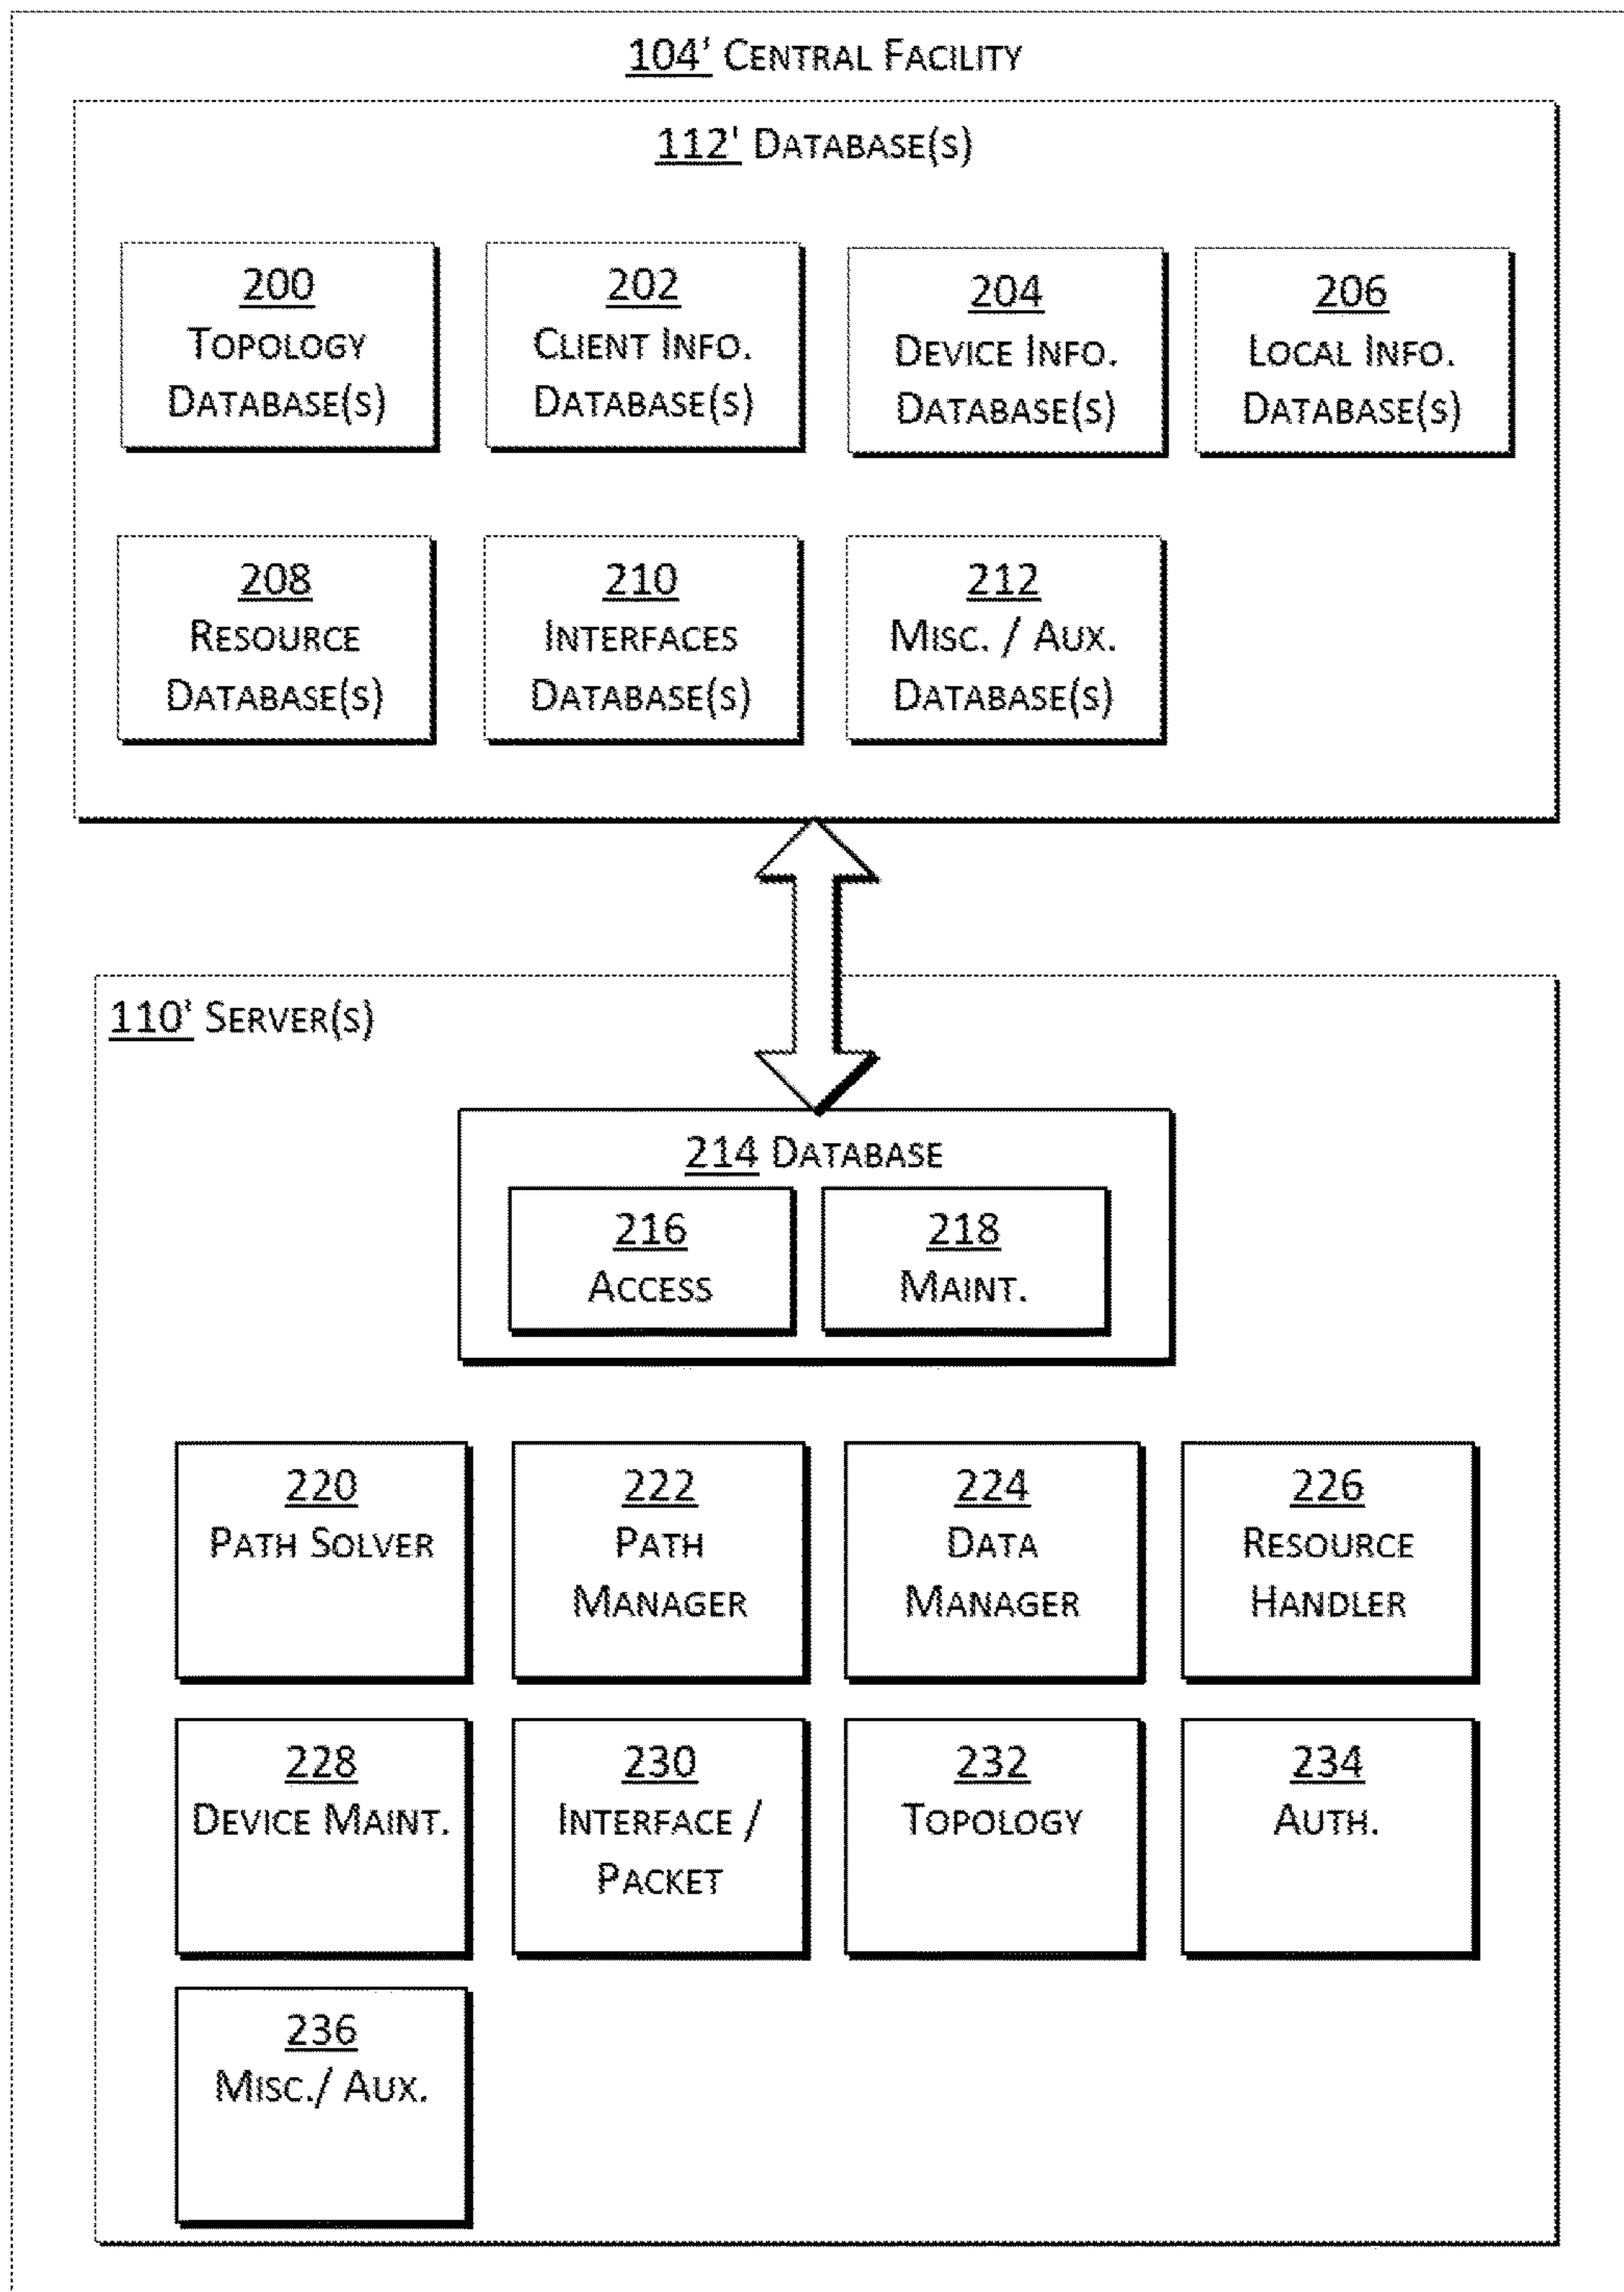 104' CENTRAL FACILITY
112' DATABASE(S)
200
TOPOLOGY
DATABASE(S)
202
CLIENT INFO.
DATABASE(S)
204
DEVICE INFO.
DATABASE(S)
206
LOCAL INFO.
DATABASE(S)
208
RESOURCE
DATABASE(S)
210
INTERFACES
DATABASE(S)
212
MISC. / AUX.
DATABASE(S)
110' SERVER(S)
214 DATABASE
216
ACCESS
218
MAINT.
220
PATH SOLVER
222
PATH
MANAGER
224
DATA
MANAGER
226
RESOURCE
HANDLER
228
DEVICE MAINT.
230
INTERFACE /
PACKET
232
TOPOLOGY
234
AUTH.
236
MISC./ AUX.